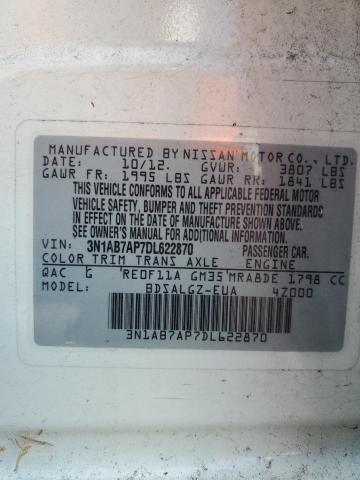 MANUFACTURED BY NISSAN MOTOR CO., LTD.
DATE: 10/12. GVWR: 3807 LBS
GAWR FR: 1995 LBS GAWR RR: 1841 LBS
THIS VEHICLE CONFORMS TO ALL APPLICABLE FEDERAL MOTOR
VEHICLE SAFETY, BUMPER AND THEFT PREVENTION STANDARDS
IN EFFECT ON THE DATE OF MANUFACTURE SHOWN ABOVE.
SEE OWNER'S MANUAL FOR ADDITIONAL INFORMATION.
VIN: 3N1AB7AP7DL622870 PASSENGER CAR.
COLOR TRIM TRANS AXLE ENGINE
QAC G RE0F11A GM35 MRA8DE 1798 CC
MODEL: BDSALGZ-EUA 4Z000
3N1AB7AP7DL622870